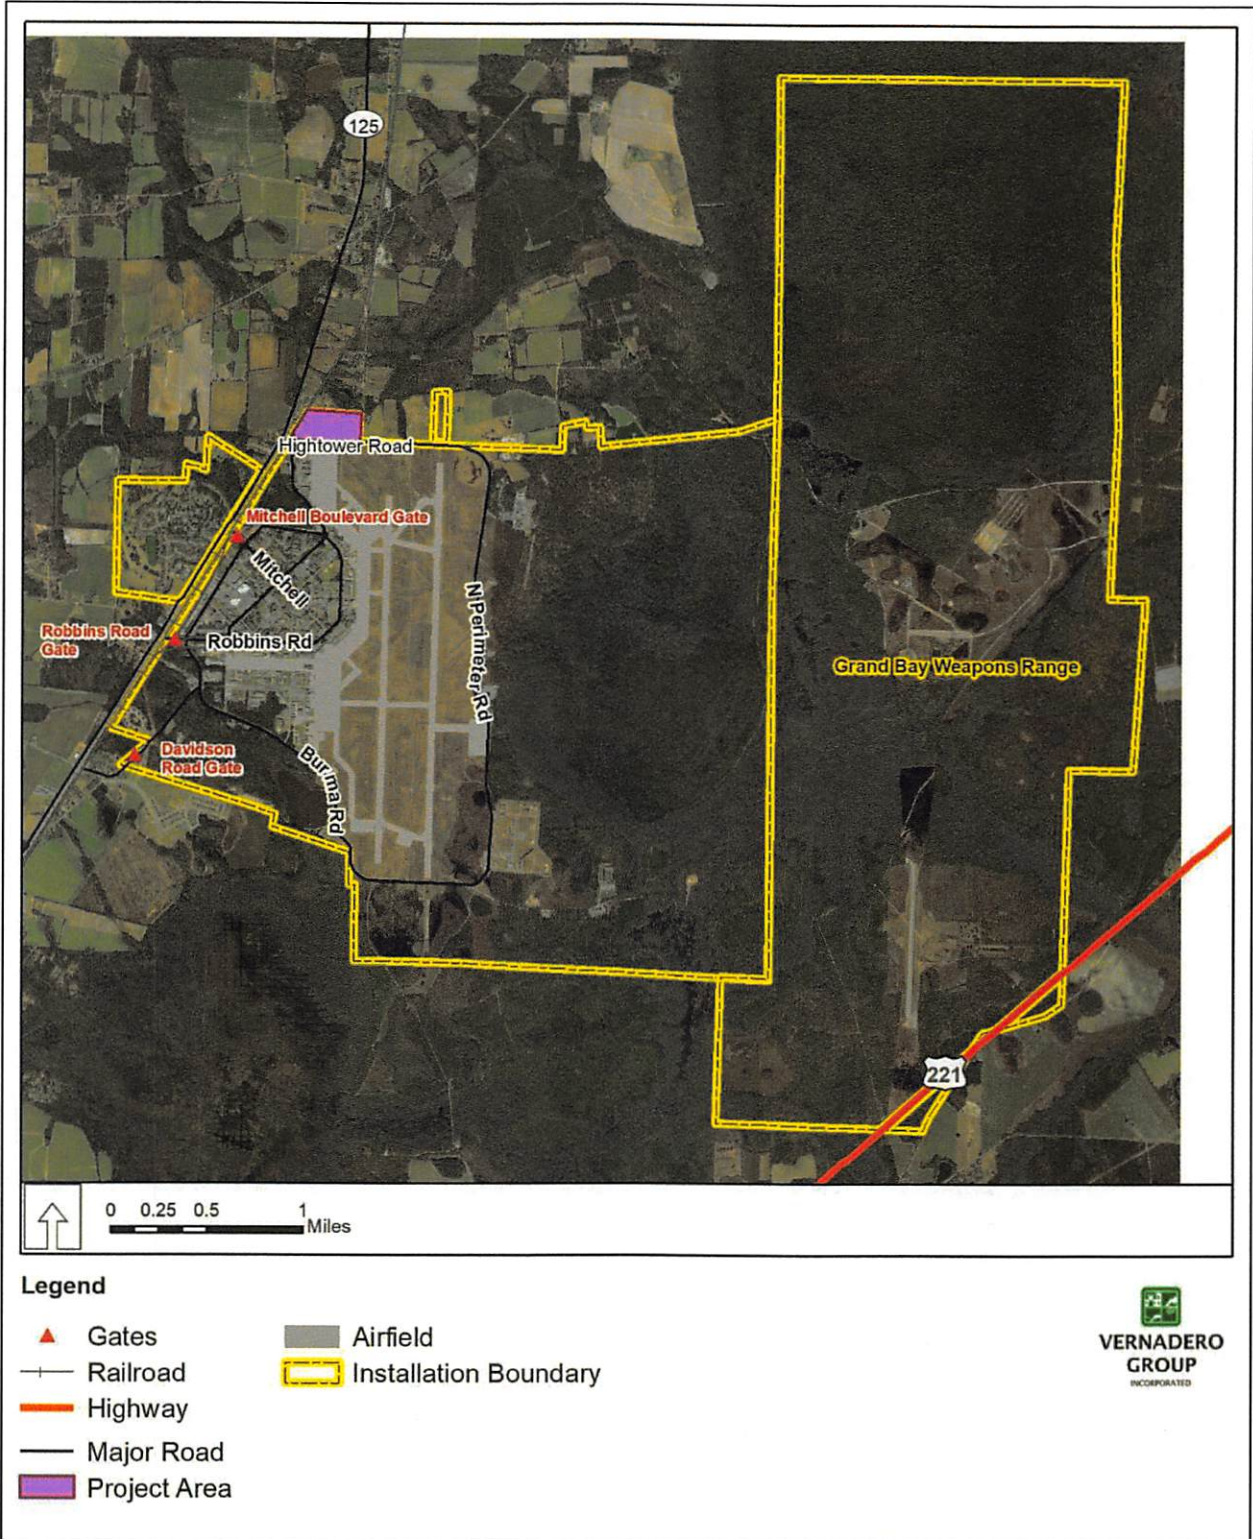 125
Hightower Road
Mitchell Boulevard Gate
Mitchell
Robbins Road
Gate
Robbins Rd
N Perimeter Rd
Grand Bay Weapons Range
Davidson
Road Gate
Burma Rd
221
0 0.25 0.5 1
Miles
Legend
Gates
Railroad
Highway
Major Road
Project Area
Airfield
Installation Boundary
VERNADERO
GROUP
INCORPORATED